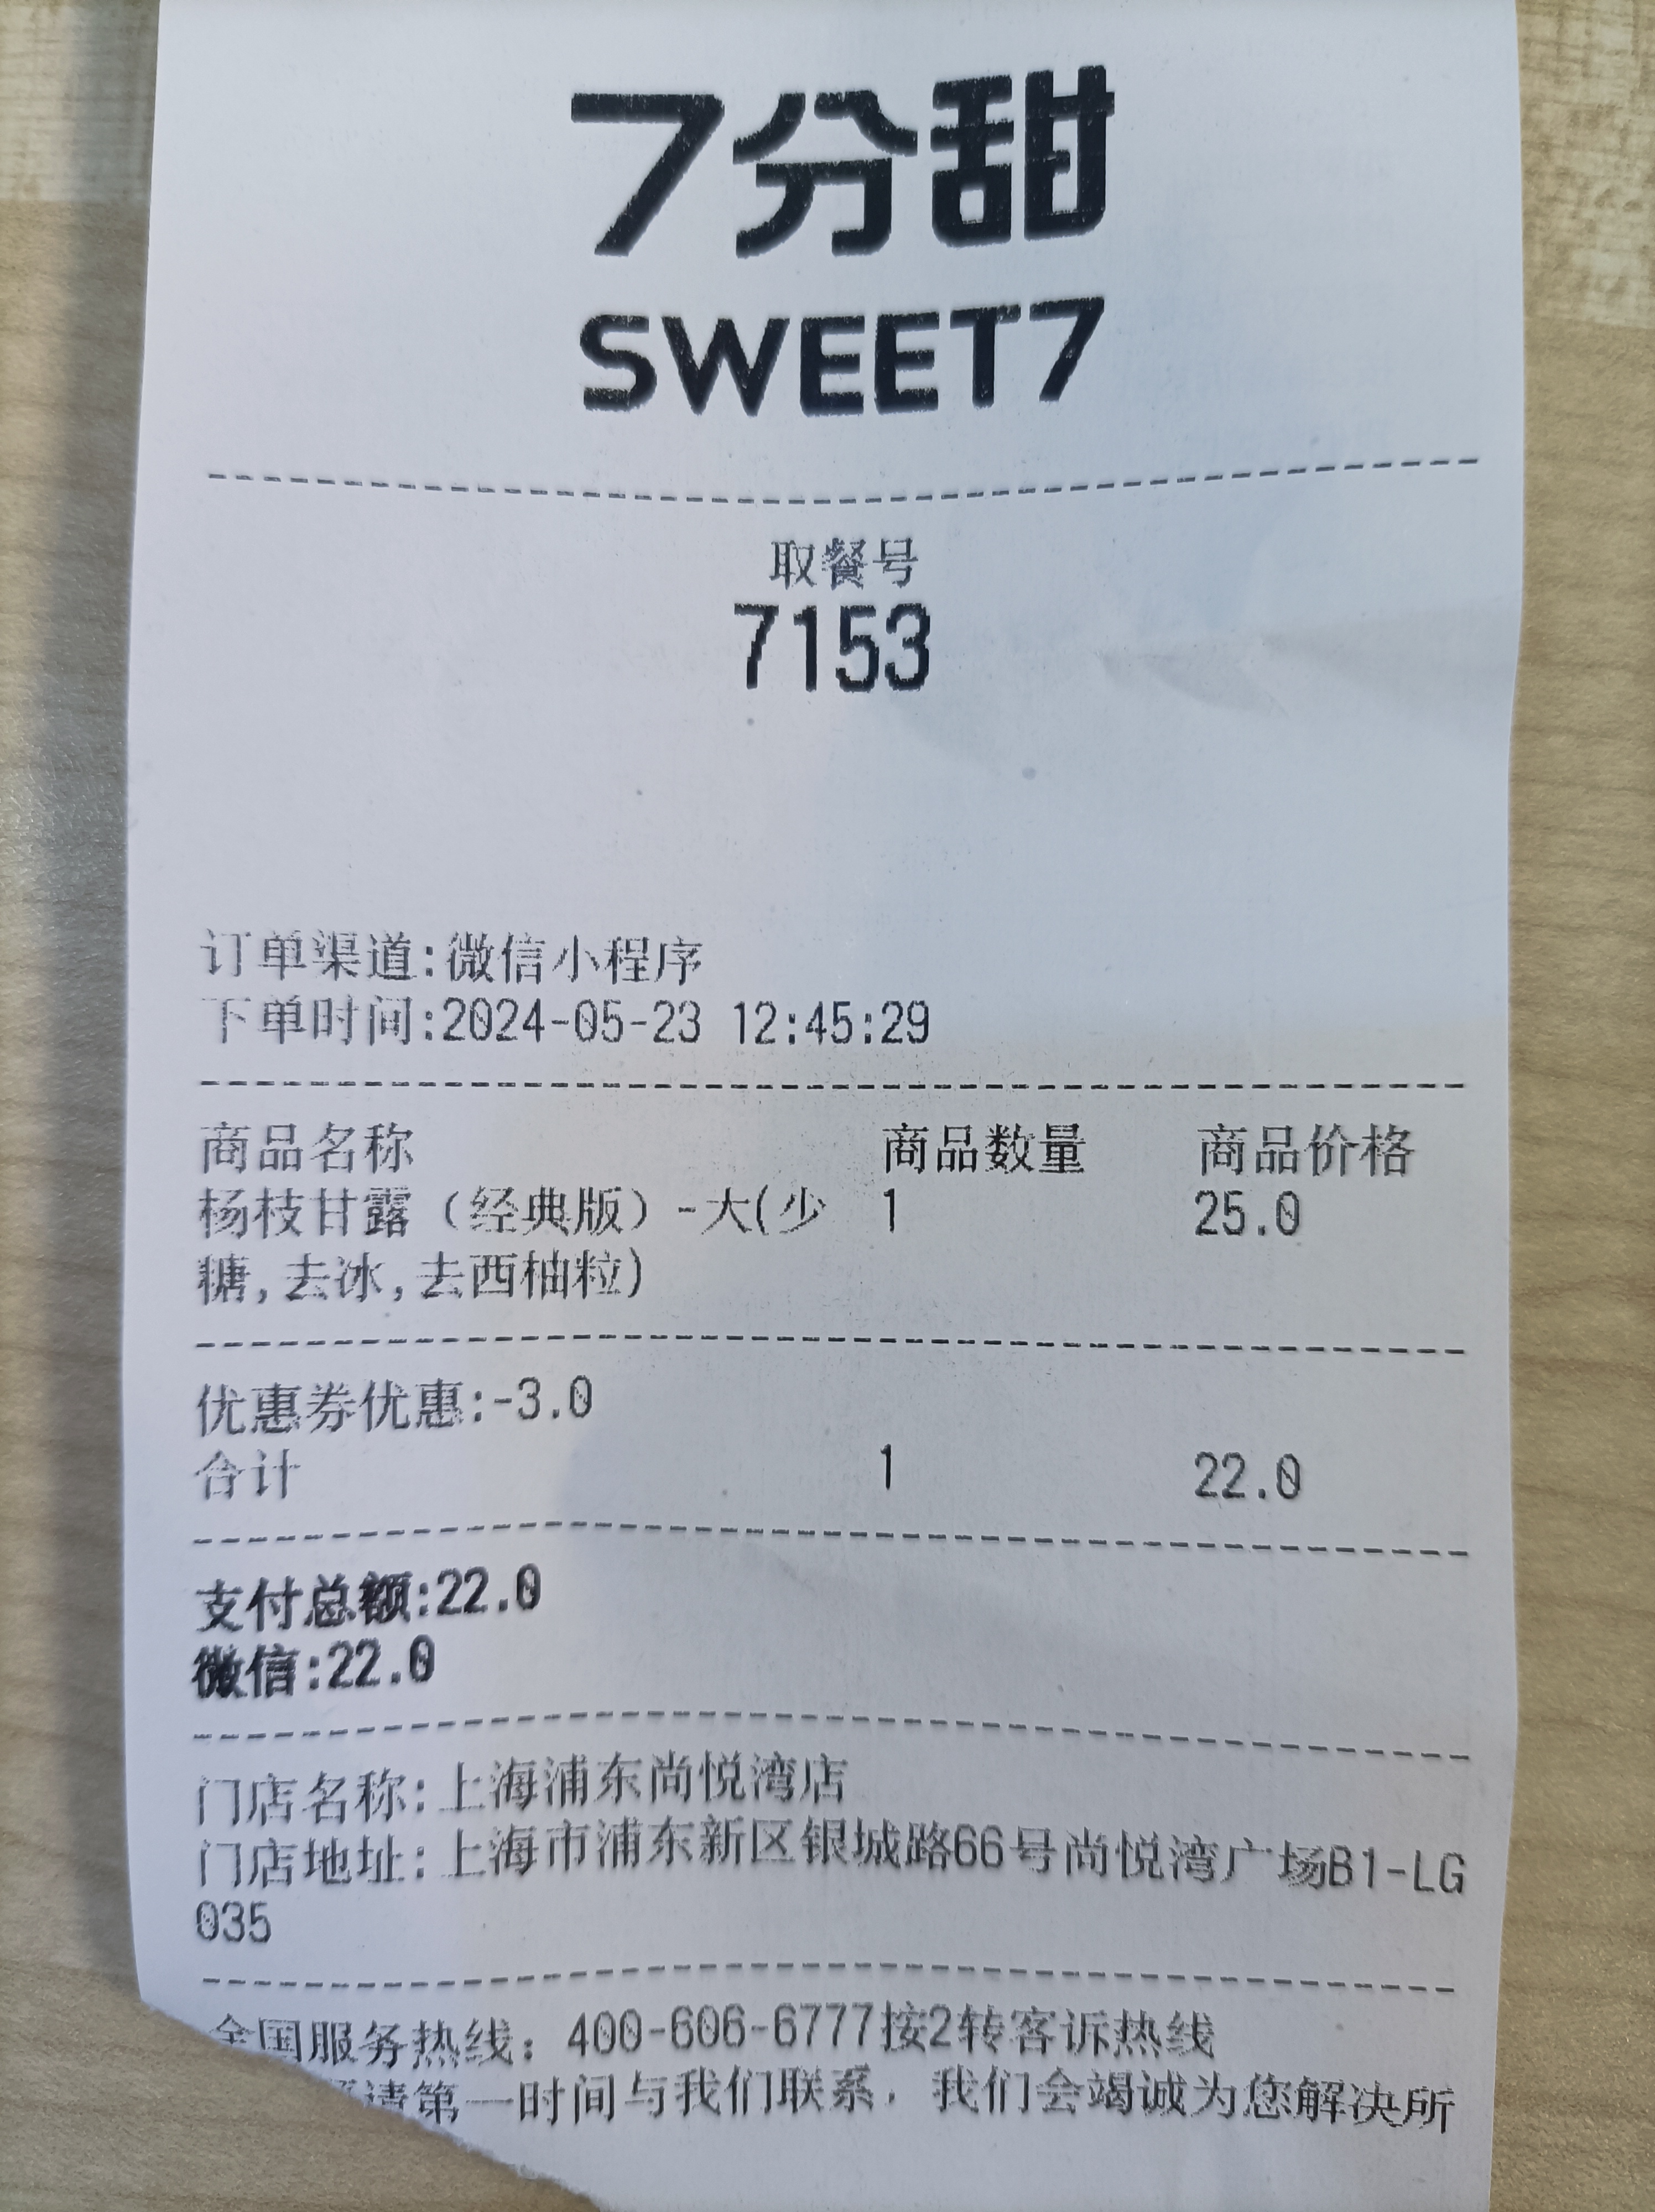 7分甜
SWEET7
取餐号
7153
订单渠道:微信小程序
下单时间:2024-05-23 12:45:29
商品名称 商品数量 商品价格
杨枝甘露（经典版）-大(少 1 25.0
糖,去冰,去西柚粒)
优惠券优惠:-3.0
合计 1 22.0
支付总额:22.0
微信:22.0
门店名称:上海浦东尚悦湾店
门店地址:上海市浦东新区银城路66号尚悦湾广场B1-LG
035
全国服务热线：400-606-6777按2转客诉热线
请第一时间与我们联系，我们会竭诚为您解决所